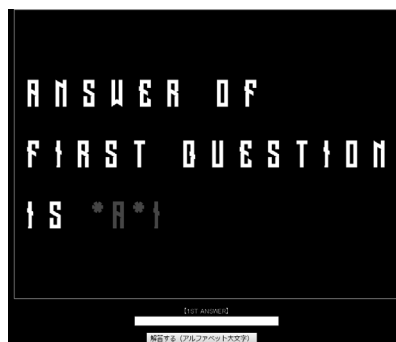 ANSWER OF
FIRST QUESTION
IS *A*I
【1ST ANSWER】
解答する（アルファベット大文字）